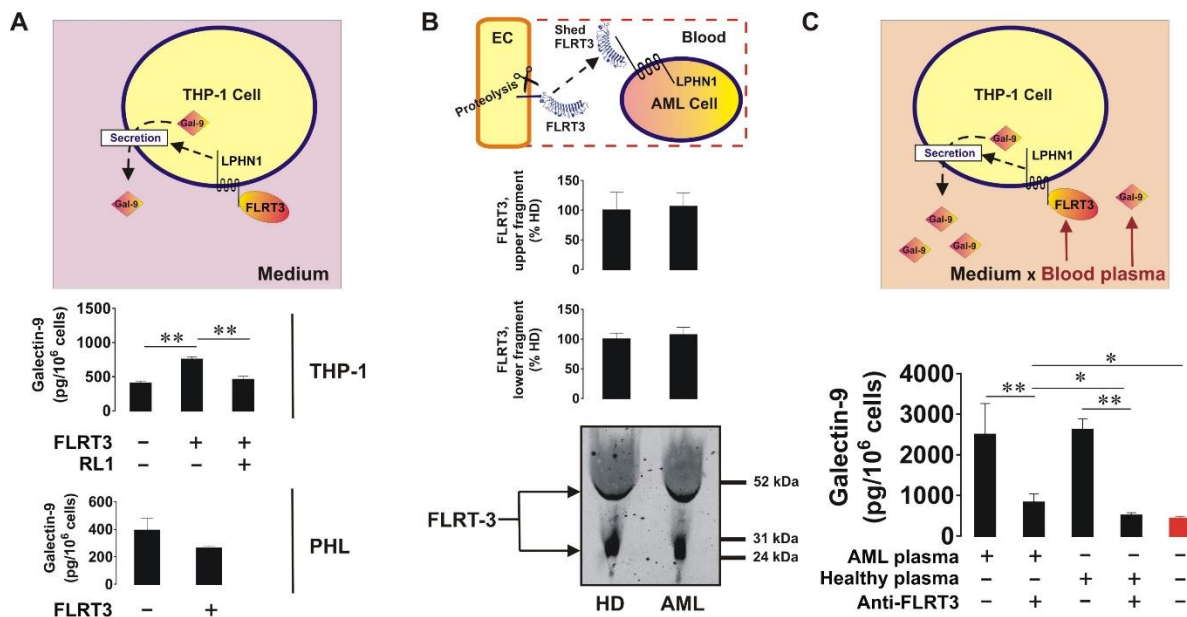 A
THP-1 Cell
Gal-9
Secretion
LPHN1
Gal-9
FLRT3
Medium
Galectin-9
(pg/10⁶ cells)
1500
1000
500
0
**
**
THP-1
FLRT3 – + +
RL1 – – +
Galectin-9
(pg/10⁶ cells)
600
400
200
0
PHL
FLRT3 – +
B
EC
Shed
FLRT3
Blood
Proteolysis
LPHN1
AML Cell
FLRT3
FLRT3,
upper fragment
(% HD)
150
100
50
0
FLRT3,
lower fragment
(% HD)
150
100
50
0
FLRT-3
52 kDa
31 kDa
24 kDa
HD AML
C
THP-1 Cell
Gal-9
Secretion
LPHN1
Gal-9
Gal-9
Gal-9
Gal-9
FLRT3
Medium x Blood plasma
Galectin-9
(pg/10⁶ cells)
4000
3000
2000
1000
0
**
*
**
*
AML plasma + + – – –
Healthy plasma – – + + –
Anti-FLRT3 – + – + –